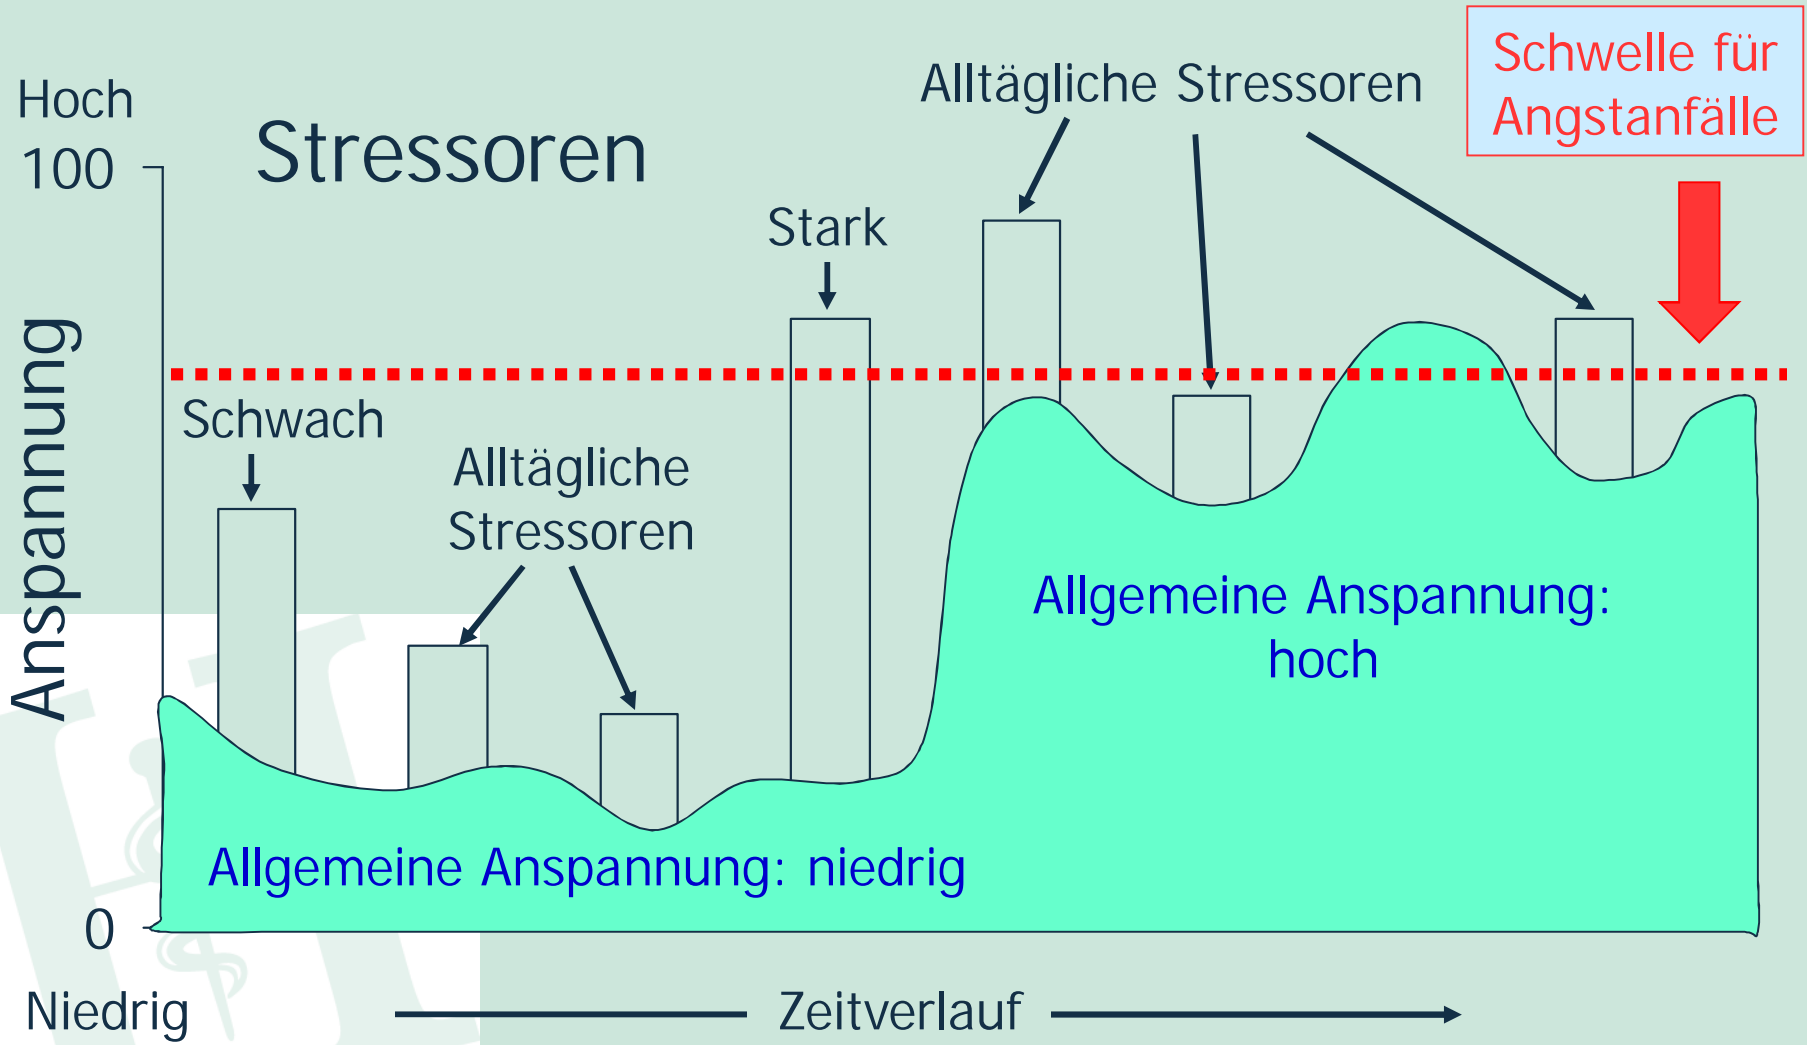 Schwelle für
Angstanfälle
Alltägliche Stressoren
Hoch
100
Stressoren
Stark
Anspannung
Schwach
Alltägliche
Stressoren
Allgemeine Anspannung:
hoch
Allgemeine Anspannung: niedrig
0
Niedrig
Zeitverlauf